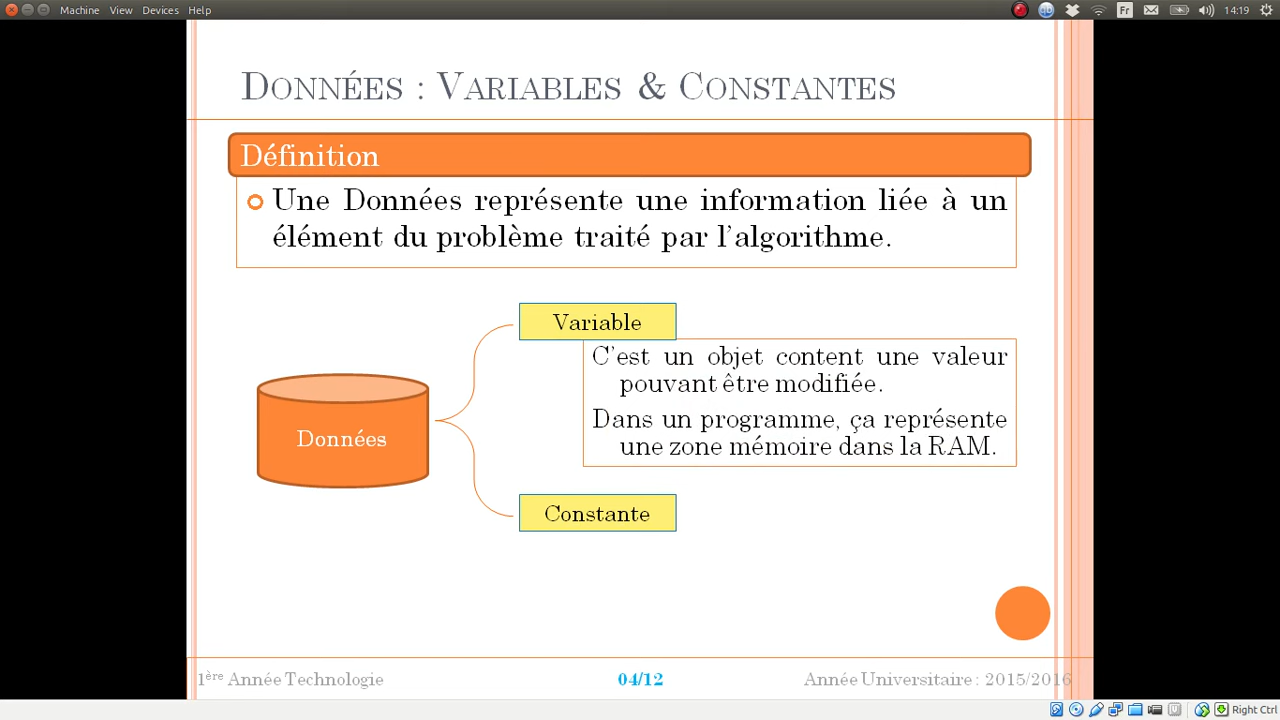 Machine View Devices Help
Fr
14:19
DONNÉES : VARIABLES & CONSTANTES
Définition
Une Données représente une information liée à un
élément du problème traité par l'algorithme.
Variable
C'est un objet content une valeur
pouvant être modifiée.
Dans un programme, ça représente
une zone mémoire dans la RAM.
Données
Constante
1ère Année Technologie
04/12
Année Universitaire : 2015/2016
Right Ctrl